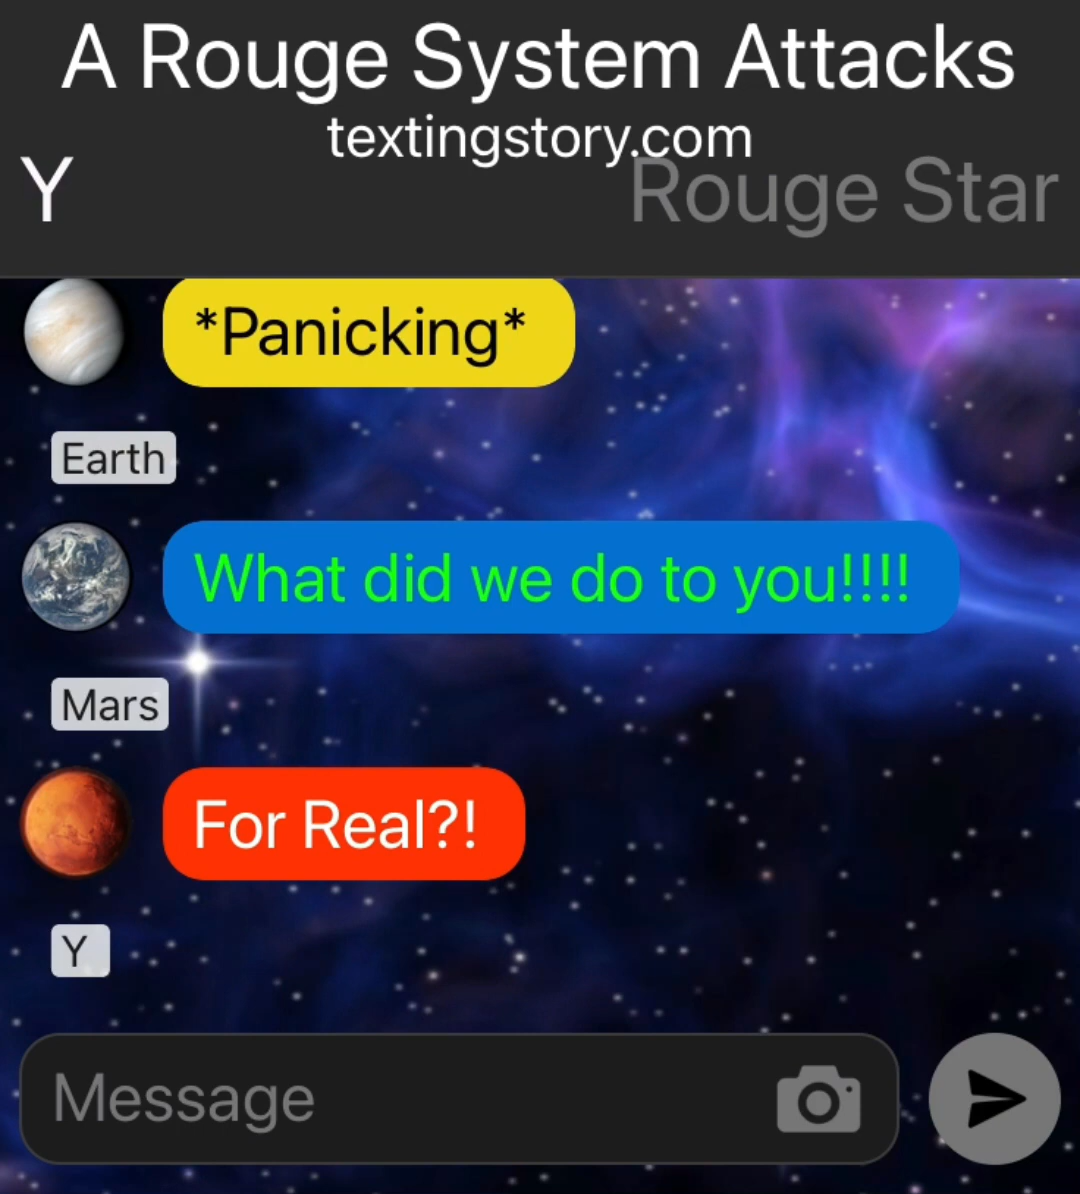 A Rouge System Attacks
textingstory.com
Y
Rouge Star
*Panicking*
Earth
What did we do to you!!!!
Mars
For Real?!
Y
Message